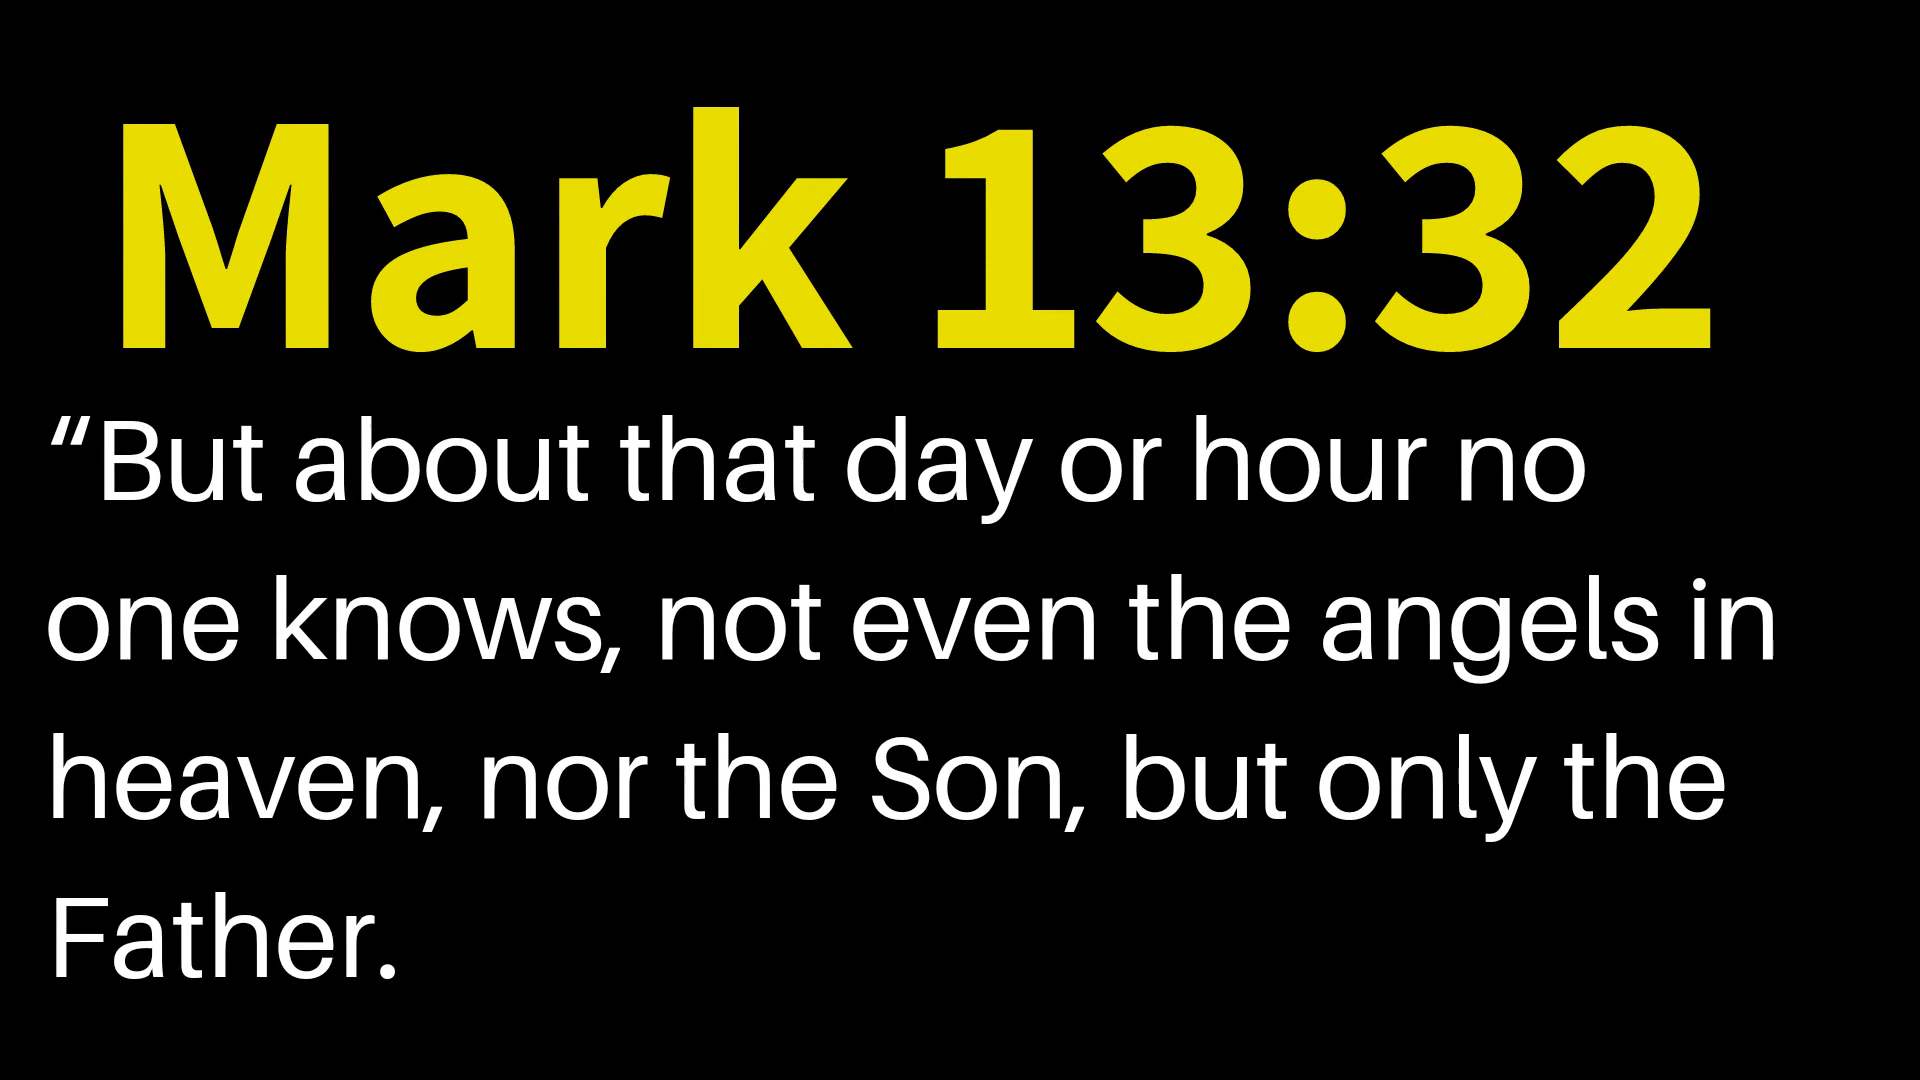 Mark 13:32
“But about that day or hour no
one knows, not even the angels in
heaven, nor the Son, but only the
Father.